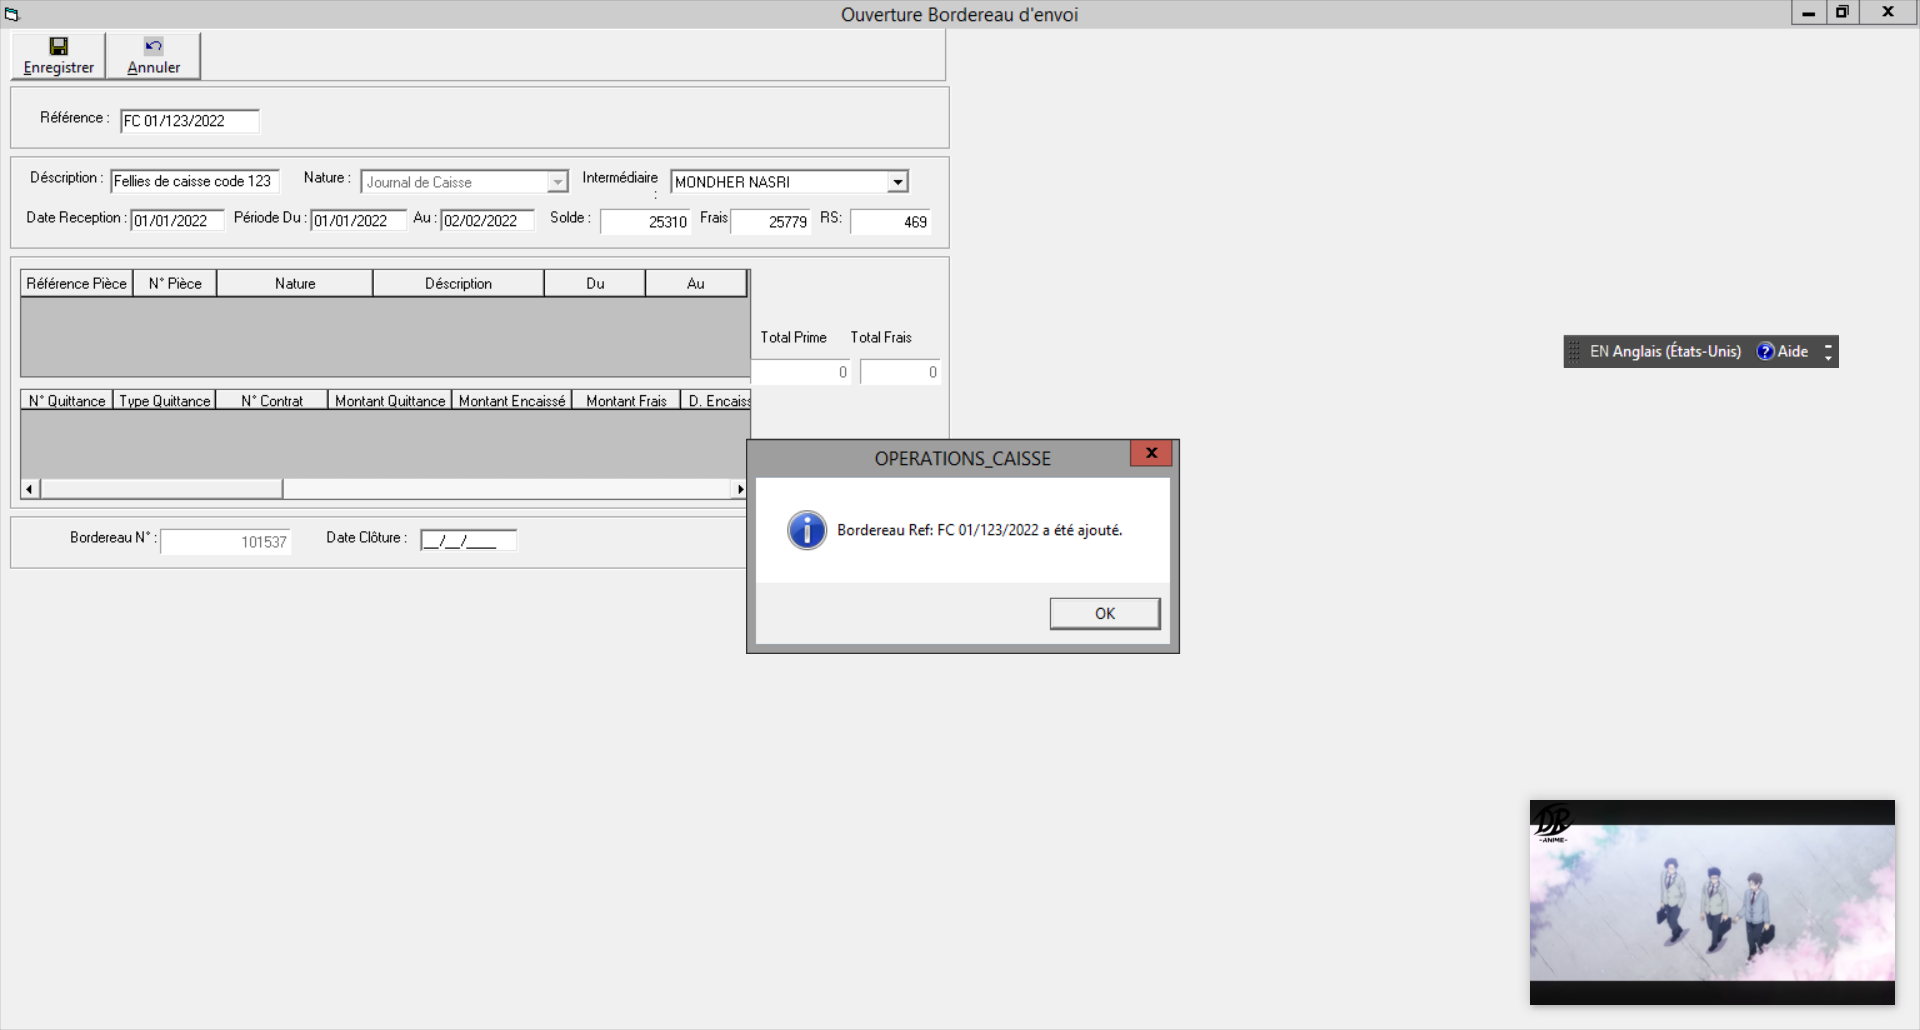 Ouverture Bordereau d'envoi
Enregistrer Annuler
Référence : FC 01/123/2022
Déscription : Fellies de caisse code 123 Nature : Journal de Caisse Intermédiaire : MONDHER NASRI
Date Reception : 01/01/2022 Période Du : 01/01/2022 Au : 02/02/2022 Solde : 25310 Frais 25779 RS: 469
Référence Pièce N° Pièce Nature Déscription Du Au
Total Prime Total Frais
0 0
EN Anglais (États-Unis) ? Aide
N° Quittance Type Quittance N° Contrat Montant Quittance Montant Encaissé Montant Frais D. Encaiss
Bordereau N° : 101537 Date Clôture : __/__/____
OPERATIONS_CAISSE
Bordereau Ref: FC 01/123/2022 a été ajouté.
OK
DR
-ANIME-